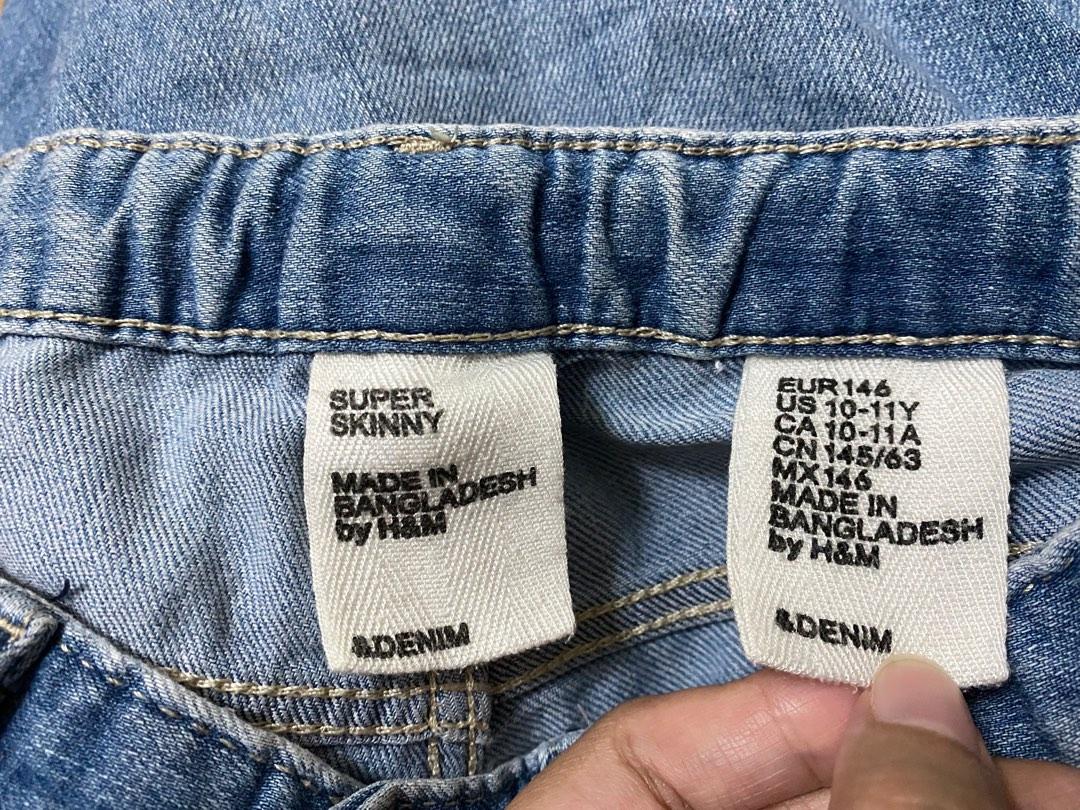 SUPER
SKINNY
MADE IN
BANGLADESH
by H&M
&DENIM
EUR 146
US 10-11Y
CA 10-11A
CN 145/63
MX 146
MADE IN
BANGLADESH
by H&M
&DENIM